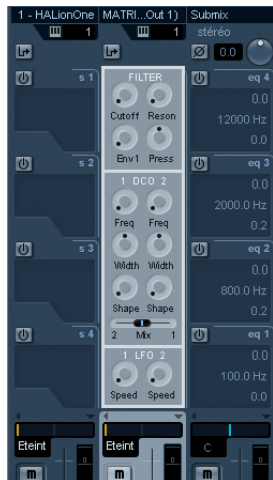 1 - HALionOne MATRI...Out 1) Submix
1 1 stéréo
0.0
s 1 FILTER eq 4
Cutoff Reson 0.0
12000 Hz
Env1 Press 0.0
s 2 1 DCO 2 eq 3
0.0
Freq Freq 2000.0 Hz
0.2
s 3 Width Width eq 2
0.0
Shape Shape 800.0 Hz
0.2
2 Mix 1
s 4 1 LFO 2 eq 1
0.0
Speed Speed 100.0 Hz
0.0
Eteint Eteint C
m m m